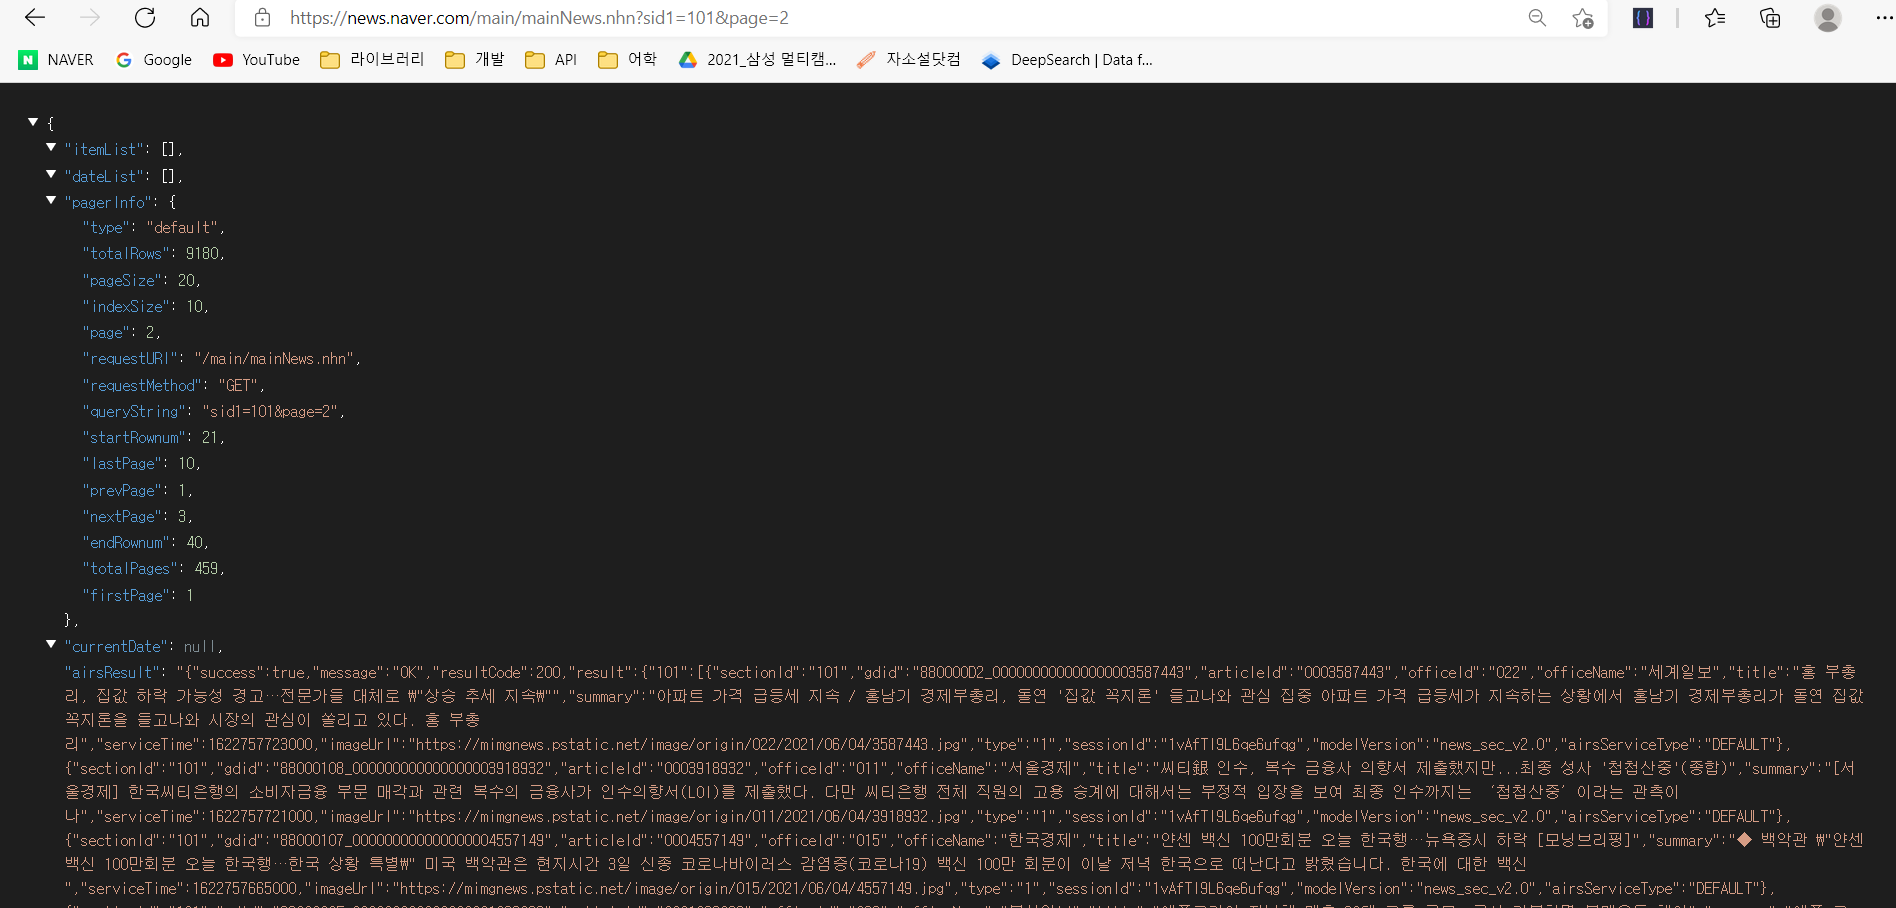 https://news.naver.com/main/mainNews.nhn?sid1=101&page=2
NAVER Google YouTube 라이브러리 개발 API 어학 2021_삼성 멀티캠... 자소설닷컴 DeepSearch | Data f...
{
"itemList": [],
"dateList": [],
"pagerInfo": {
"type": "default",
"totalRows": 9180,
"pageSize": 20,
"indexSize": 10,
"page": 2,
"requestURI": "/main/mainNews.nhn",
"requestMethod": "GET",
"queryString": "sid1=101&page=2",
"startRownum": 21,
"lastPage": 10,
"prevPage": 1,
"nextPage": 3,
"endRownum": 40,
"totalPages": 459,
"firstPage": 1
},
"currentDate": null,
"airsResult": "{"success":true,"message":"OK","resultCode":200,"result":{"101":[{"sectionId":"101","gdid":"880000D2_000000000000000003587443","articleId":"0003587443","officeId":"022","officeName":"세계일보","title":"홍 부총
리, 집값 하락 가능성 경고…전문가들 대체로 ₩"상승 추세 지속₩"","summary":"아파트 가격 급등세 지속 / 홍남기 경제부총리, 돌연 '집값 꼭지론' 들고나와 관심 집중 아파트 가격 급등세가 지속하는 상황에서 홍남기 경제부총리가 돌연 집값
꼭지론을 들고나와 시장의 관심이 쏠리고 있다. 홍 부총
리","serviceTime":1622757723000,"imageUrl":"https://mimgnews.pstatic.net/image/origin/022/2021/06/04/3587443.jpg","type":"1","sessionId":"1vAfTl9L6qe6ufqg","modelVersion":"news_sec_v2.0","airsServiceType":"DEFAULT"},
{"sectionId":"101","gdid":"88000108_000000000000000003918932","articleId":"0003918932","officeId":"011","officeName":"서울경제","title":"씨티銀 인수, 복수 금융사 의향서 제출했지만...최종 성사 '첩첩산중'(종합)","summary":"[서
울경제] 한국씨티은행의 소비자금융 부문 매각과 관련 복수의 금융사가 인수의향서(LOI)를 제출했다. 다만 씨티은행 전체 직원의 고용 승계에 대해서는 부정적 입장을 보여 최종 인수까지는 ‘첩첩산중’이라는 관측이
나","serviceTime":1622757721000,"imageUrl":"https://mimgnews.pstatic.net/image/origin/011/2021/06/04/3918932.jpg","type":"1","sessionId":"1vAfTl9L6qe6ufqg","modelVersion":"news_sec_v2.0","airsServiceType":"DEFAULT"},
{"sectionId":"101","gdid":"88000107_000000000000000004557149","articleId":"0004557149","officeId":"015","officeName":"한국경제","title":"얀센 백신 100만회분 오늘 한국행…뉴욕증시 하락 [모닝브리핑]","summary":"◆ 백악관 ₩"얀센
백신 100만회분 오늘 한국행…한국 상황 특별₩" 미국 백악관은 현지시간 3일 신종 코로나바이러스 감염증(코로나19) 백신 100만 회분이 이날 저녁 한국으로 떠난다고 밝혔습니다. 한국에 대한 백신
","serviceTime":1622757665000,"imageUrl":"https://mimgnews.pstatic.net/image/origin/015/2021/06/04/4557149.jpg","type":"1","sessionId":"1vAfTl9L6qe6ufqg","modelVersion":"news_sec_v2.0","airsServiceType":"DEFAULT"},